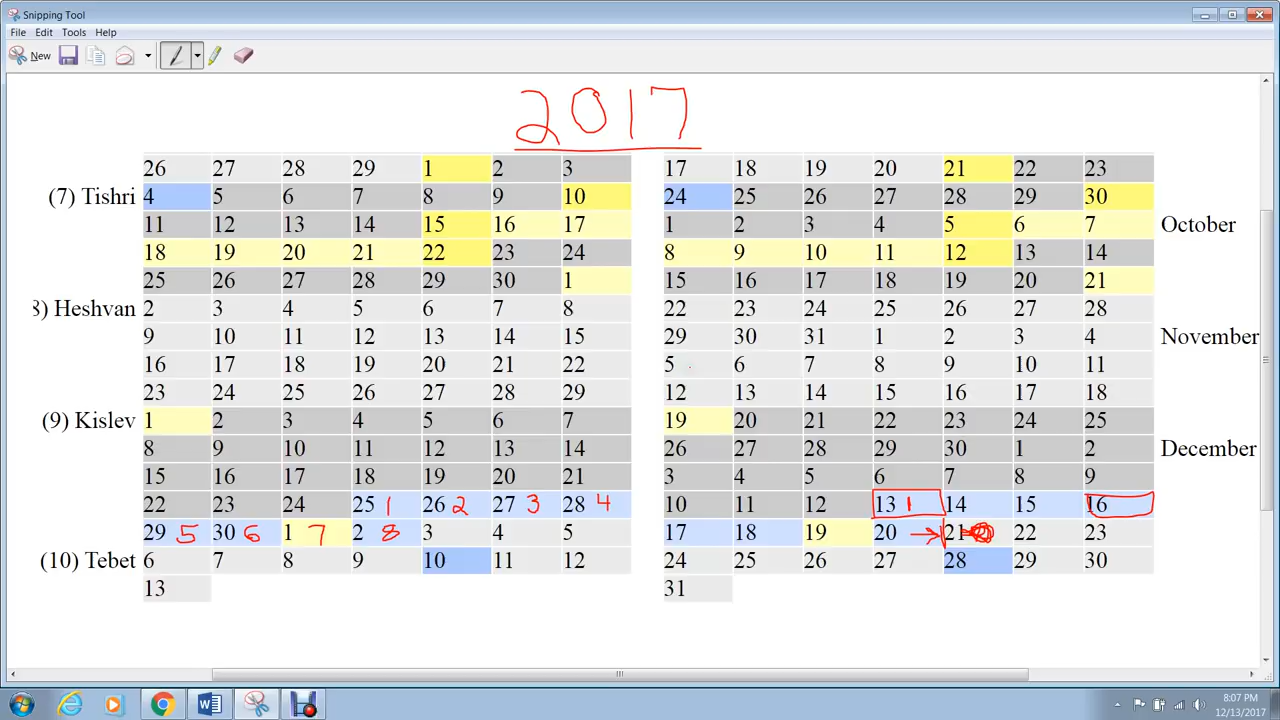 Snipping Tool
File Edit Tools Help
New
2017
26 27 28 29 1 2 3 17 18 19 20 21 22 23
(7) Tishri 4 5 6 7 8 9 10 24 25 26 27 28 29 30
11 12 13 14 15 16 17 1 2 3 4 5 6 7 October
18 19 20 21 22 23 24 8 9 10 11 12 13 14
25 26 27 28 29 30 1 15 16 17 18 19 20 21
8) Heshvan 2 3 4 5 6 7 8 22 23 24 25 26 27 28
9 10 11 12 13 14 15 29 30 31 1 2 3 4 November
16 17 18 19 20 21 22 5 6 7 8 9 10 11
23 24 25 26 27 28 29 12 13 14 15 16 17 18
(9) Kislev 1 2 3 4 5 6 7 19 20 21 22 23 24 25
8 9 10 11 12 13 14 26 27 28 29 30 1 2 December
15 16 17 18 19 20 21 3 4 5 6 7 8 9
22 23 24 25 1 26 2 27 3 28 4 10 11 12 13 1 14 15 16
29 5 30 6 1 7 2 8 3 4 5 17 18 19 20 21 22 23
(10) Tebet 6 7 8 9 10 11 12 24 25 26 27 28 29 30
13 31
8:07 PM
12/13/2017